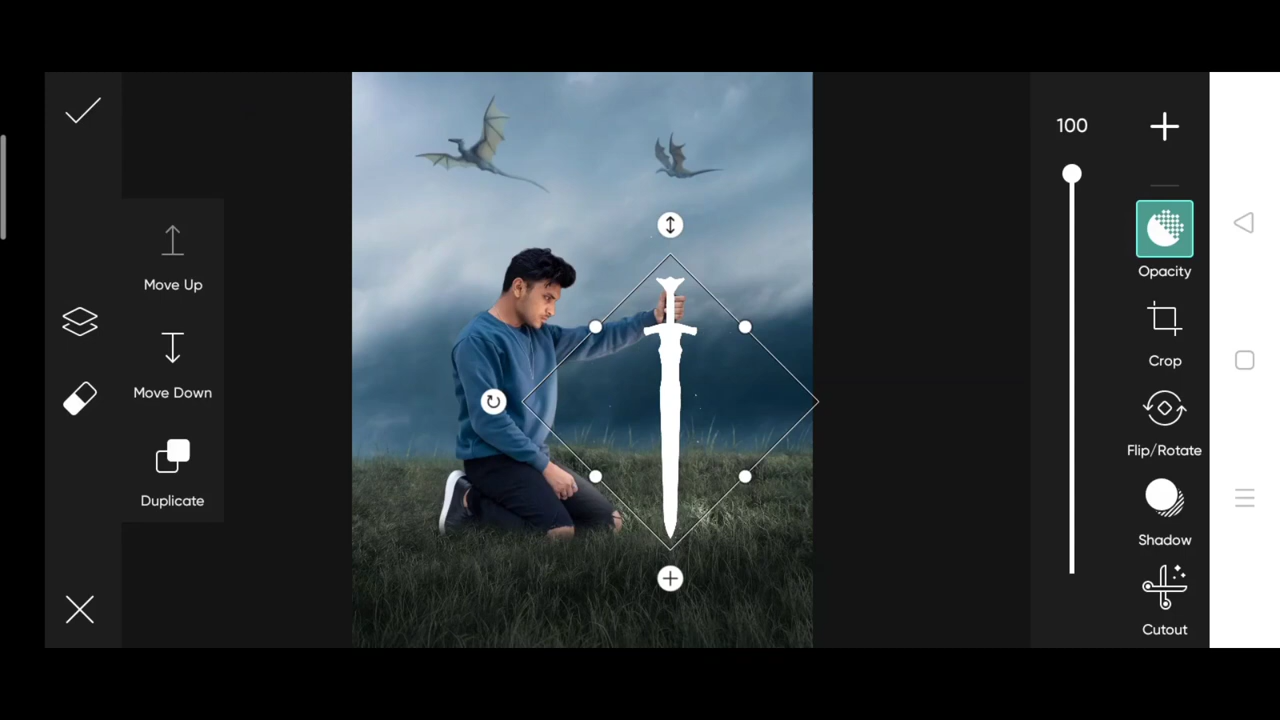 Move Up
Move Down
Duplicate
100
Opacity
Crop
Flip/Rotate
Shadow
Cutout